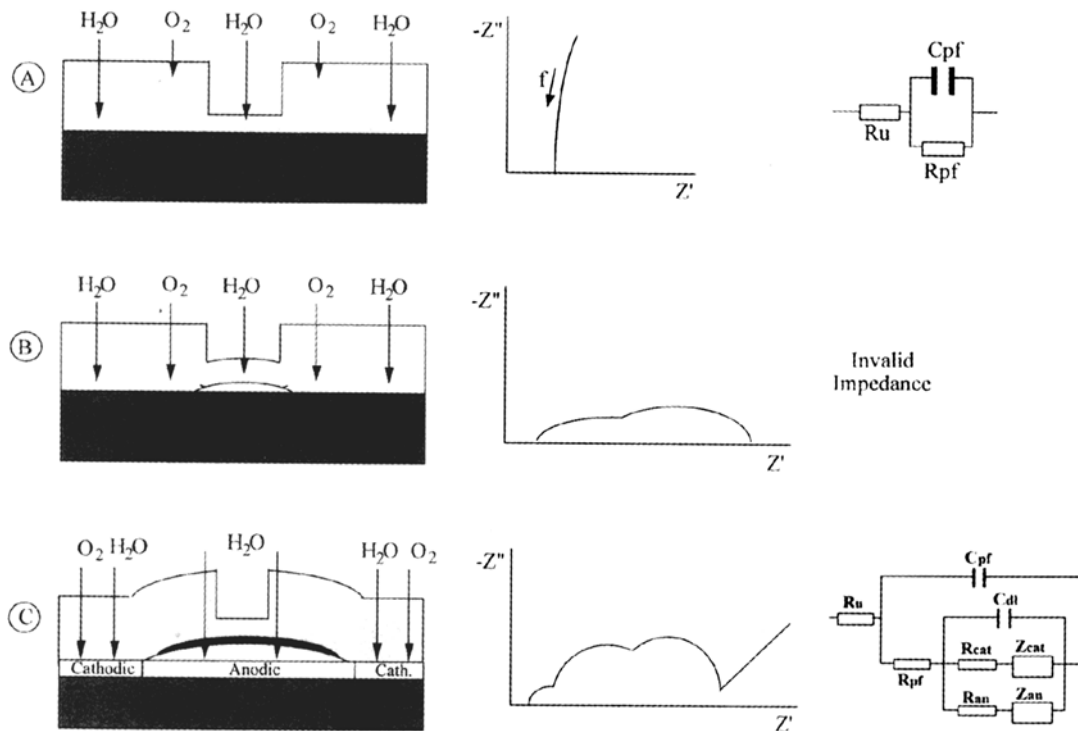 H₂O O₂ H₂O O₂ H₂O
A
-Z"
f
Z'
Cpf
Ru
Rpf
H₂O O₂ H₂O O₂ H₂O
B
-Z"
Z'
Invalid
Impedance
O₂ H₂O H₂O H₂O O₂
C
Cathodic Anodic Cath.
-Z"
Z'
Cpf
Cdl
Ru
Rcat Zcat
Rpf
Ran Zan